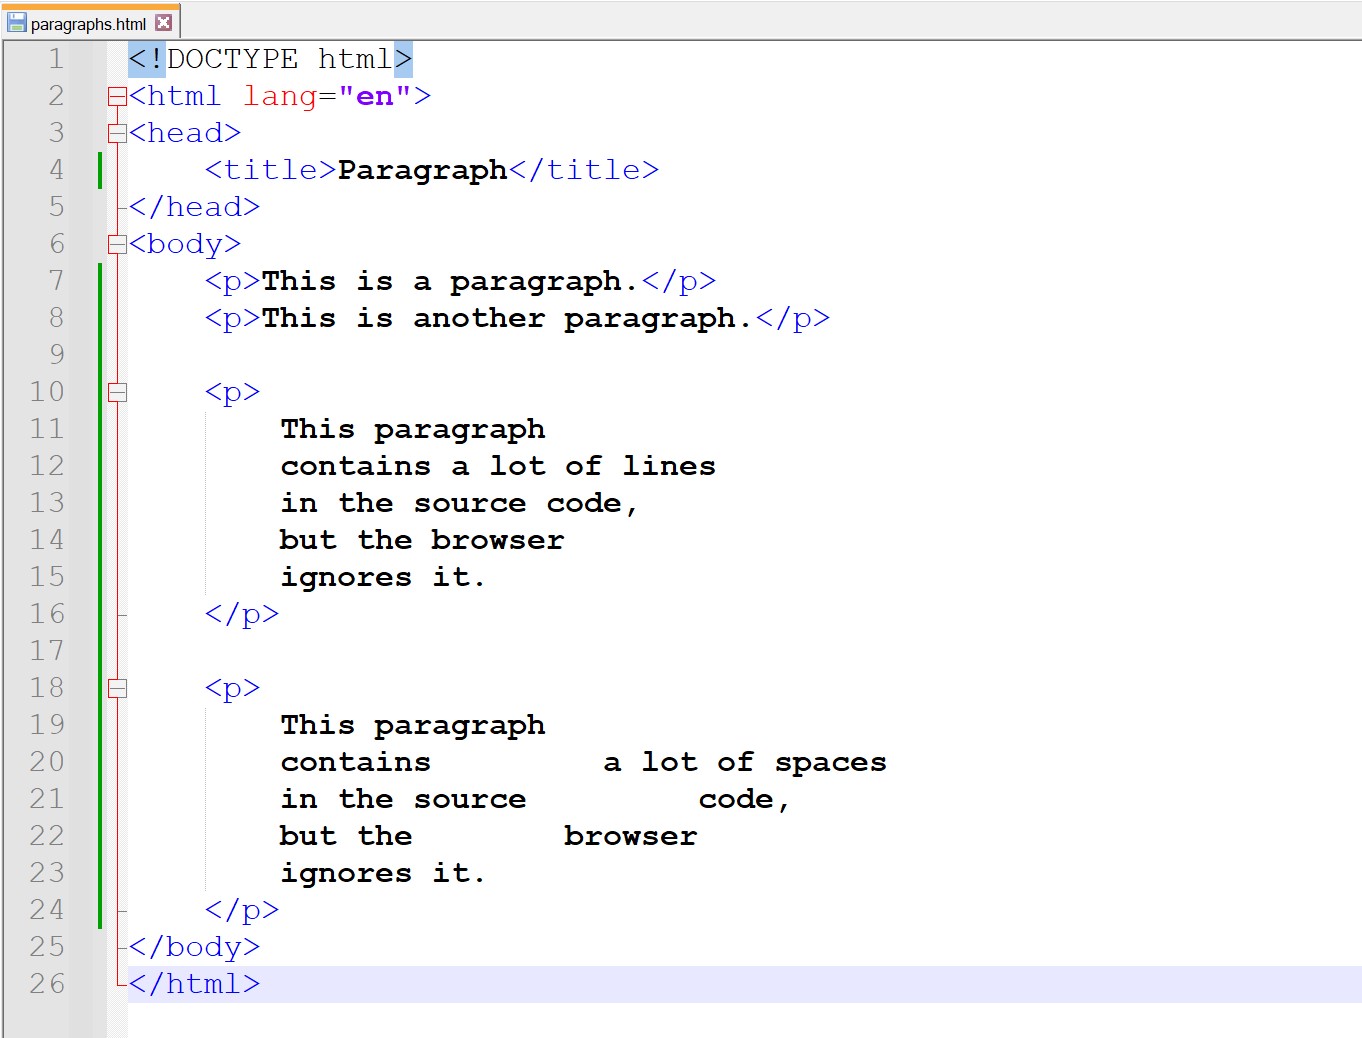 paragraphs.html
1 <!DOCTYPE html>
2 <html lang="en">
3 <head>
4     <title>Paragraph</title>
5 </head>
6 <body>
7     <p>This is a paragraph.</p>
8     <p>This is another paragraph.</p>
9
10     <p>
11         This paragraph
12         contains a lot of lines
13         in the source code,
14         but the browser
15         ignores it.
16     </p>
17
18     <p>
19         This paragraph
20         contains         a lot of spaces
21         in the source         code,
22         but the        browser
23         ignores it.
24     </p>
25 </body>
26 </html>